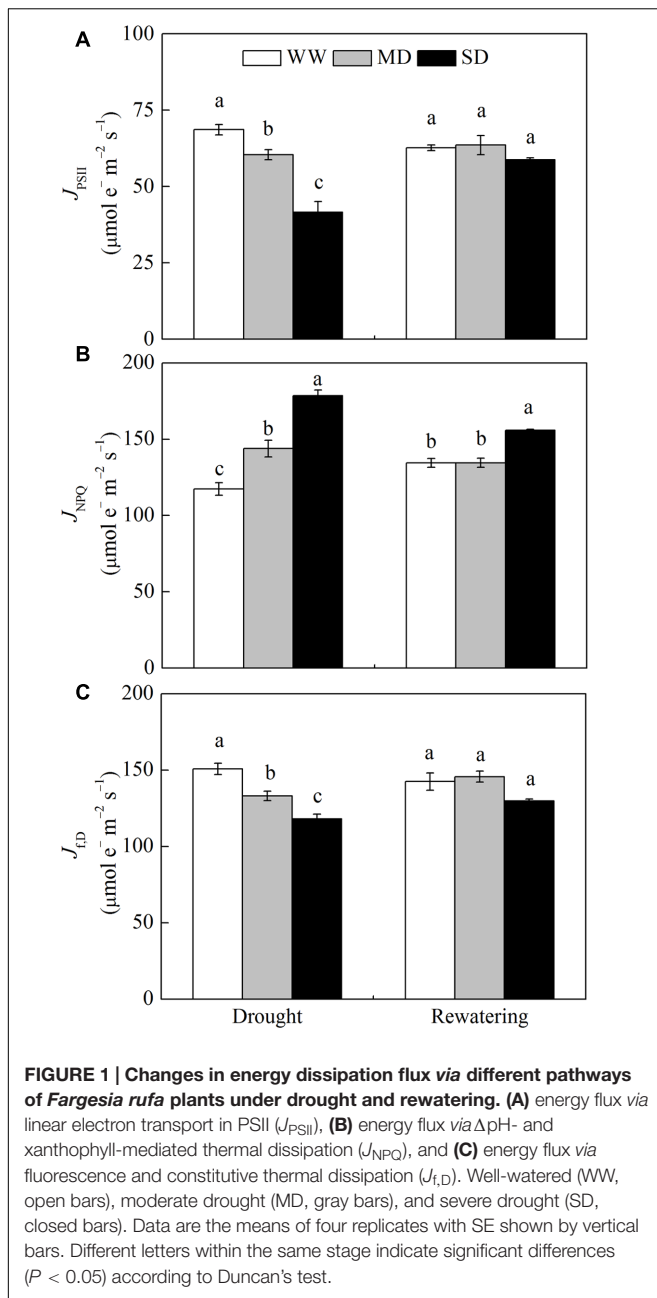 A
WW MD SD
100
75
50
25
0
J_PSII
(μmol e⁻ m⁻² s⁻¹)
a
b
c
a
a
a
B
200
150
100
50
0
J_NPQ
(μmol e⁻ m⁻² s⁻¹)
c
b
a
b
b
a
C
200
150
100
50
0
J_f,D
(μmol e⁻ m⁻² s⁻¹)
a
b
c
a
a
a
Drought Rewatering
FIGURE 1 | Changes in energy dissipation flux via different pathways
of Fargesia rufa plants under drought and rewatering. (A) energy flux via
linear electron transport in PSII (J_PSII), (B) energy flux via ΔpH- and
xanthophyll-mediated thermal dissipation (J_NPQ), and (C) energy flux via
fluorescence and constitutive thermal dissipation (J_f,D). Well-watered (WW,
open bars), moderate drought (MD, gray bars), and severe drought (SD,
closed bars). Data are the means of four replicates with SE shown by vertical
bars. Different letters within the same stage indicate significant differences
(P < 0.05) according to Duncan's test.